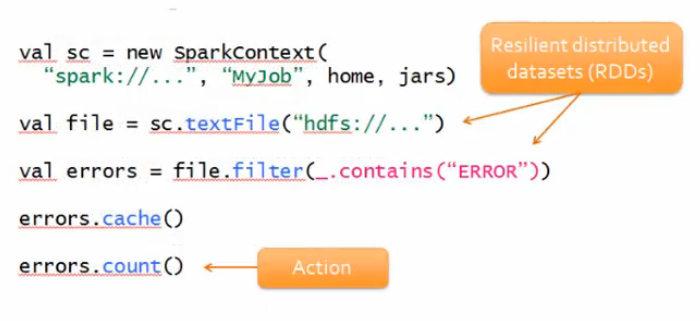 val sc = new SparkContext(
“spark://...”, “MyJob”, home, jars)
Resilient distributed
datasets (RDDs)
val file = sc.textFile(“hdfs://...”)
val errors = file.filter(_.contains(“ERROR”))
errors.cache()
errors.count()
Action